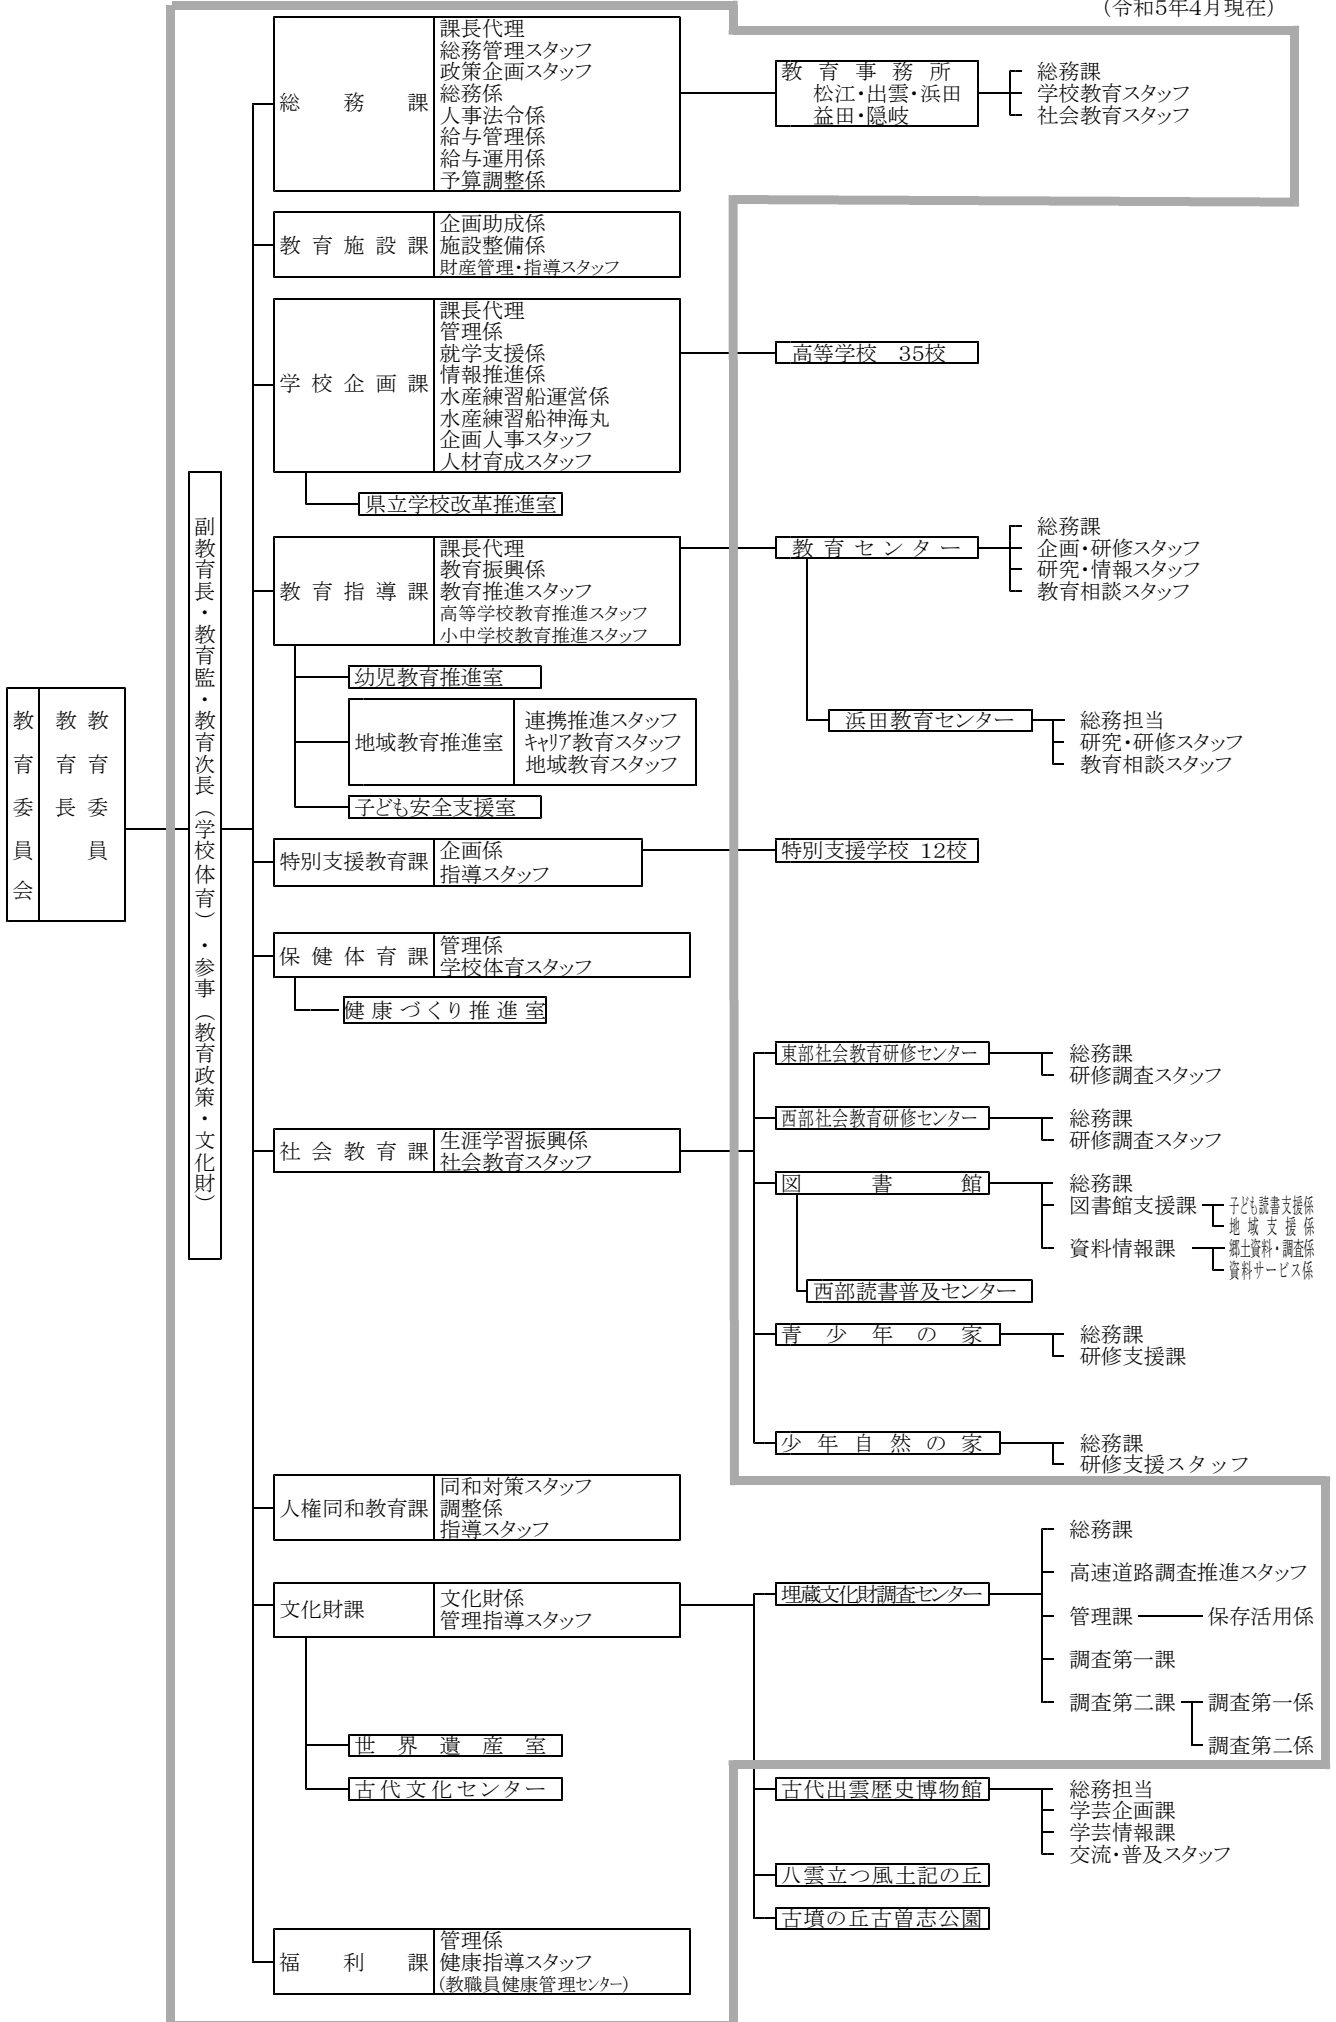 （令和5年4月現在）
教育委員会
教育長
教育委員
副教育長・教育監・教育次長（学校体育）・参事（教育政策・文化財）
総務課
課長代理
総務管理スタッフ
政策企画スタッフ
総務係
人事法令係
給与管理係
給与運用係
予算調整係
教育事務所
松江・出雲・浜田
益田・隠岐
総務課
学校教育スタッフ
社会教育スタッフ
教育施設課
企画助成係
施設整備係
財産管理・指導スタッフ
学校企画課
課長代理
管理係
就学支援係
情報推進係
水産練習船運営係
水産練習船神海丸
企画人事スタッフ
人材育成スタッフ
高等学校　35校
県立学校改革推進室
教育指導課
課長代理
教育振興係
教育推進スタッフ
高等学校教育推進スタッフ
小中学校教育推進スタッフ
教育センター
総務課
企画・研修スタッフ
研究・情報スタッフ
教育相談スタッフ
幼児教育推進室
地域教育推進室
連携推進スタッフ
キャリア教育スタッフ
地域教育スタッフ
浜田教育センター
総務担当
研究・研修スタッフ
教育相談スタッフ
子ども安全支援室
特別支援教育課
企画係
指導スタッフ
特別支援学校 12校
保健体育課
管理係
学校体育スタッフ
健康づくり推進室
社会教育課
生涯学習振興係
社会教育スタッフ
東部社会教育研修センター
総務課
研修調査スタッフ
西部社会教育研修センター
総務課
研修調査スタッフ
図書館
総務課
図書館支援課
子ども読書支援係
地域支援係
資料情報課
郷土資料・調査係
資料サービス係
西部読書普及センター
青少年の家
総務課
研修支援課
少年自然の家
総務課
研修支援スタッフ
人権同和教育課
同和対策スタッフ
調整係
指導スタッフ
文化財課
文化財係
管理指導スタッフ
埋蔵文化財調査センター
総務課
高速道路調査推進スタッフ
管理課
保存活用係
調査第一課
調査第二課
調査第一係
調査第二係
世界遺産室
古代文化センター
古代出雲歴史博物館
総務担当
学芸企画課
学芸情報課
交流・普及スタッフ
八雲立つ風土記の丘
古墳の丘古曽志公園
福利課
管理係
健康指導スタッフ
(教職員健康管理センター)